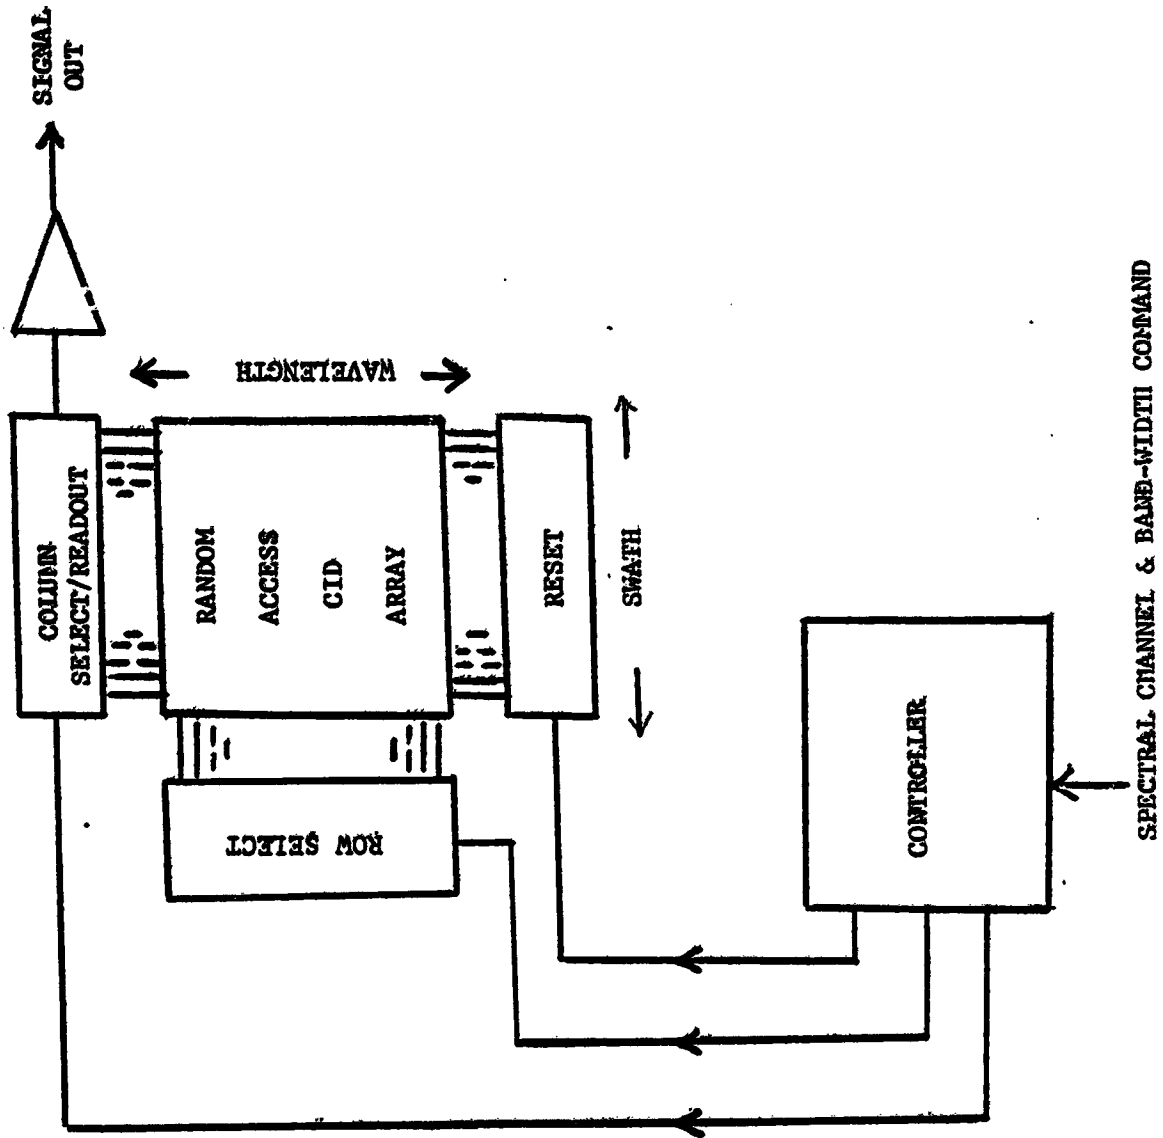 SIGNAL
OUT
COLUMN
SELECT/READOUT
WAVELENGTH
RANDOM
ACCESS
CID
ARRAY
ROW SELECT
RESET
SWATH
CONTROLLER
SPECTRAL CHANNEL & BAND-WIDTH COMMAND